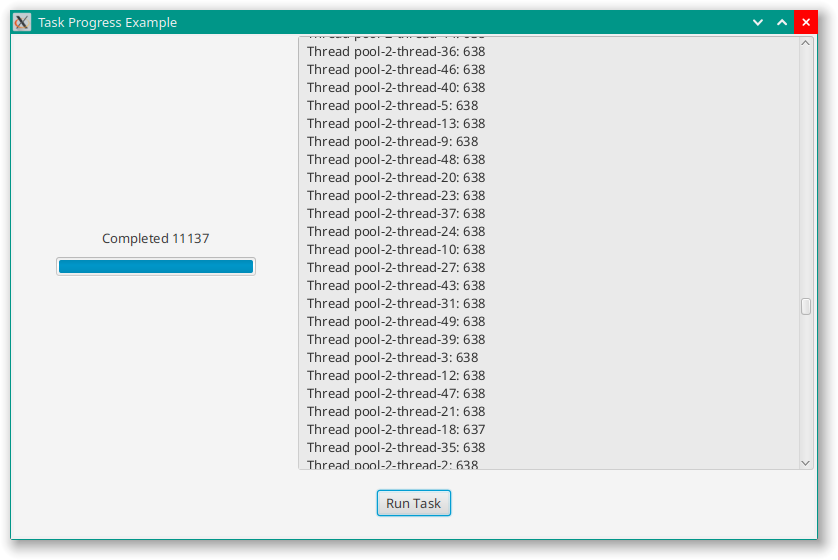 Task Progress Example
Thread pool-2-thread-36: 638
Thread pool-2-thread-46: 638
Thread pool-2-thread-40: 638
Thread pool-2-thread-5: 638
Thread pool-2-thread-13: 638
Thread pool-2-thread-9: 638
Thread pool-2-thread-48: 638
Thread pool-2-thread-20: 638
Thread pool-2-thread-23: 638
Thread pool-2-thread-37: 638
Thread pool-2-thread-24: 638
Thread pool-2-thread-10: 638
Thread pool-2-thread-27: 638
Thread pool-2-thread-43: 638
Thread pool-2-thread-31: 638
Thread pool-2-thread-49: 638
Thread pool-2-thread-39: 638
Thread pool-2-thread-3: 638
Thread pool-2-thread-12: 638
Thread pool-2-thread-47: 638
Thread pool-2-thread-21: 638
Thread pool-2-thread-18: 637
Thread pool-2-thread-35: 638
Thread pool-2-thread-2: 638
Completed 11137
Run Task